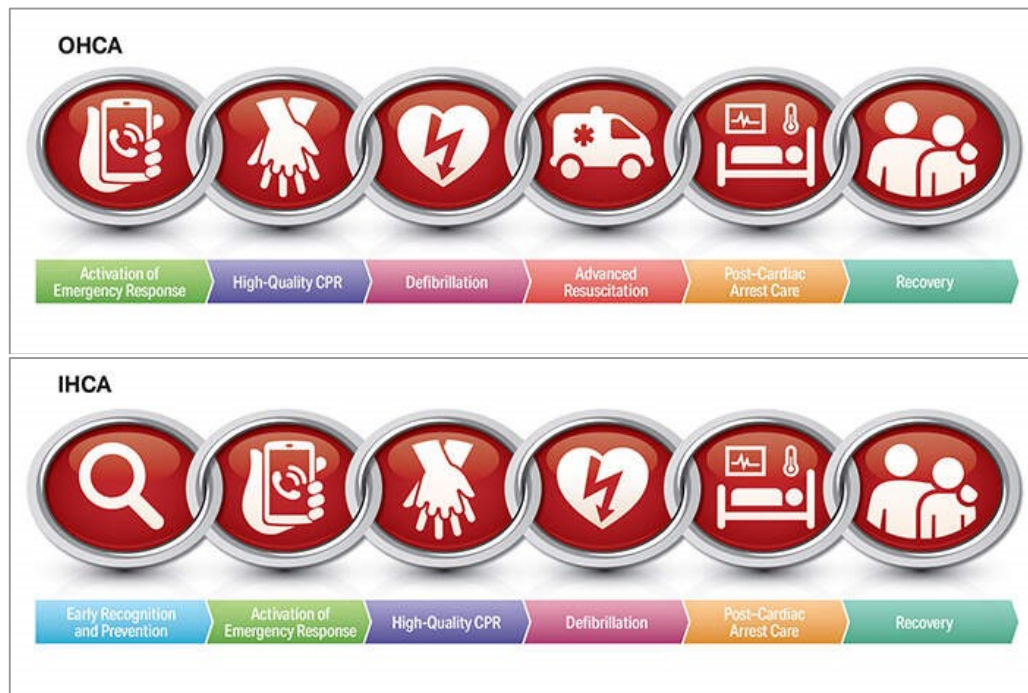 OHCA
Activation of
Emergency Response
High-Quality CPR
Defibrillation
Advanced
Resuscitation
Post-Cardiac
Arrest Care
Recovery
IHCA
Early Recognition
and Prevention
Activation of
Emergency Response
High-Quality CPR
Defibrillation
Post-Cardiac
Arrest Care
Recovery